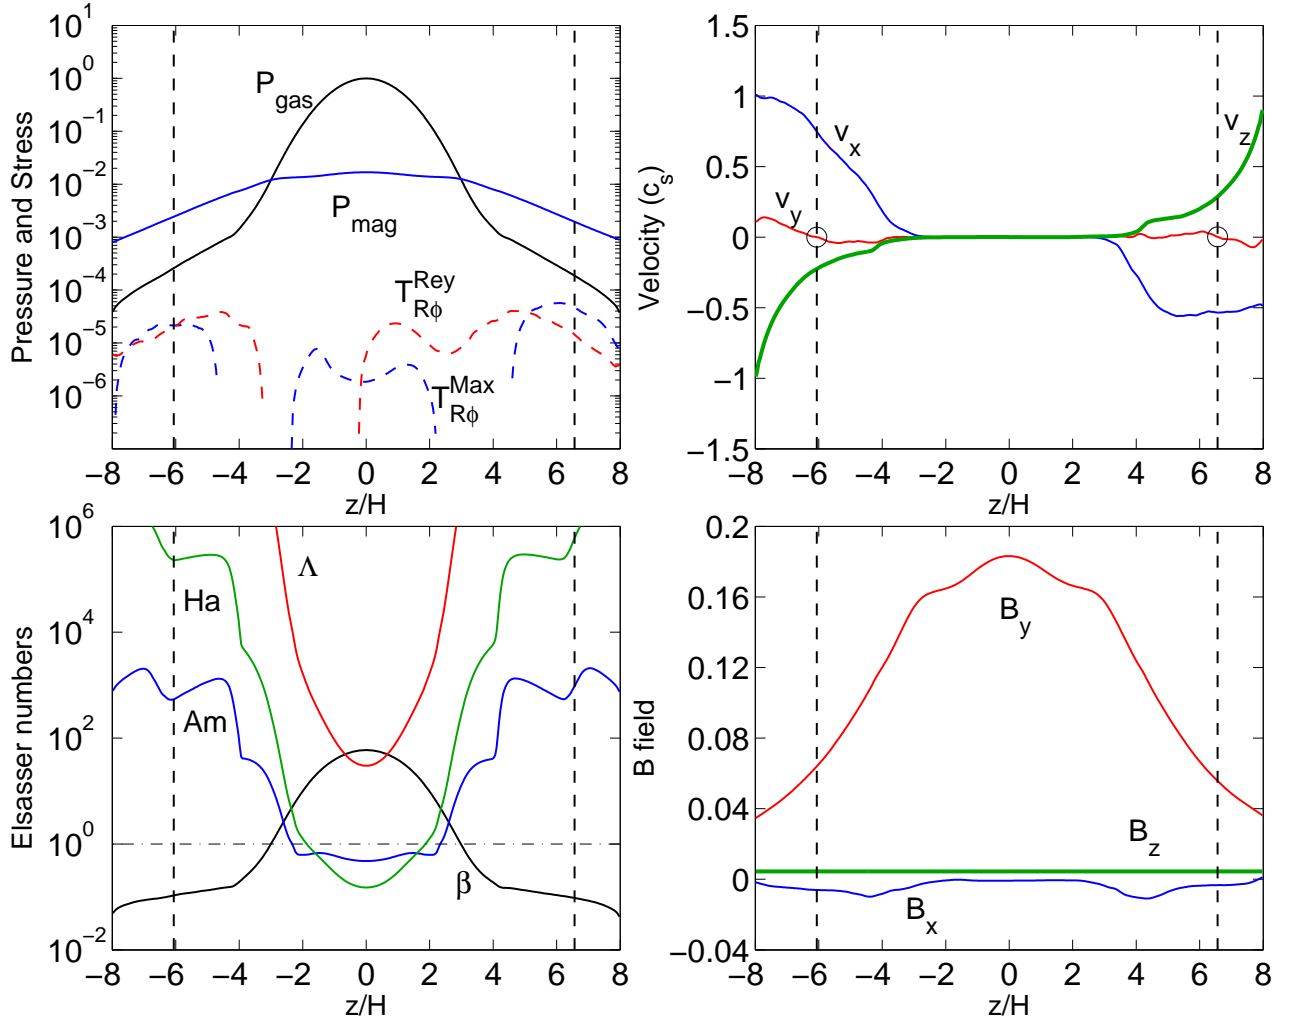 10^1
10^0
10^−1
10^−2
10^−3
10^−4
10^−5
10^−6
Pressure and Stress
P_gas
P_mag
T_Rϕ^Rey
T_Rϕ^Max
−8 −6 −4 −2 0 2 4 6 8
z/H
1.5
1
0.5
0
−0.5
−1
−1.5
Velocity (c_s)
v_x
v_y
v_z
−8 −6 −4 −2 0 2 4 6 8
z/H
10^6
10^4
10^2
10^0
10^−2
Elsasser numbers
Λ
Ha
Am
β
−8 −6 −4 −2 0 2 4 6 8
z/H
0.2
0.16
0.12
0.08
0.04
0
−0.04
B field
B_y
B_z
B_x
−8 −6 −4 −2 0 2 4 6 8
z/H